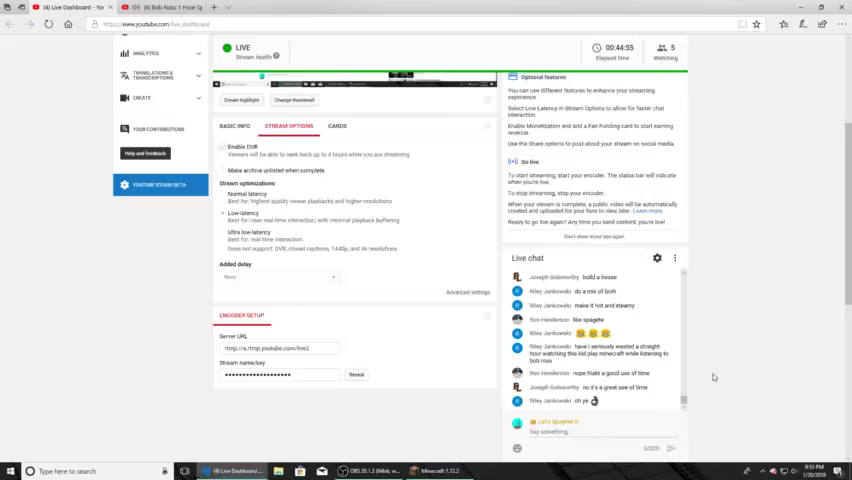 (4) Live Dashboard - Y
(4) Bob Ross: 1 Hour Sp
https://www.youtube.com/live_dashboard
ANALYTICS
TRANSLATIONS &
TRANSCRIPTIONS
CREATE
YOUR CONTRIBUTIONS
Help and feedback
YOUTUBE STUDIO BETA
LIVE
Stream health
00:44:55
Elapsed time
5
Watching
Create highlight
Change thumbnail
BASIC INFO
STREAM OPTIONS
CARDS
Enable DVR
Viewers will be able to seek back up to 4 hours while you are streaming
Make archive unlisted when complete
Stream optimizations
Normal latency
Best for: highest quality viewer playbacks and higher resolutions
Low-latency
Best for: near real-time interaction, with minimal playback buffering
Ultra low-latency
Best for: real-time interaction.
Does not support: DVR, closed captions, 1440p, and 4k resolutions
Added delay
None
Advanced settings
ENCODER SETUP
Server URL
rtmp://a.rtmp.youtube.com/live2
Stream name/key
••••••••••••••••••••
Reveal
Optional features
You can use different features to enhance your streaming
experience
Select Low Latency in Stream Options to allow for faster chat
interaction.
Enable Monetization and add a Fan Funding card to start earning
revenue.
Use the Share options to post about your stream on social media.
Go live
To start streaming, start your encoder. The status bar will indicate
when you're live.
To stop streaming, stop your encoder.
When your stream is complete, a public video will be automatically
created and uploaded for your fans to view later. Learn more.
Ready to go live again? Any time you send content, you're live!
Don't show these tips again
Live chat
Joseph Golsworthy build a house
Riley Jankowski do a mix of both
Riley Jankowski make it hot and steamy
Ron Henderson like spagete
Riley Jankowski 😂 😂 😂
Riley Jankowski have i seriously wasted a straight
hour watching this kid play minecraft while listening to
bob ross
Ron Henderson nope thats a good use of time
Joseph Golsworthy no it's a great use of time
Riley Jankowski oh ye 👌
Let's Spaghet It
Say something...
0/200
Type here to search
(4) Live Dashboard ...
OBS 20.1.3 (64bit, w...
Minecraft 1.12.2
9:53 PM
1/20/2018